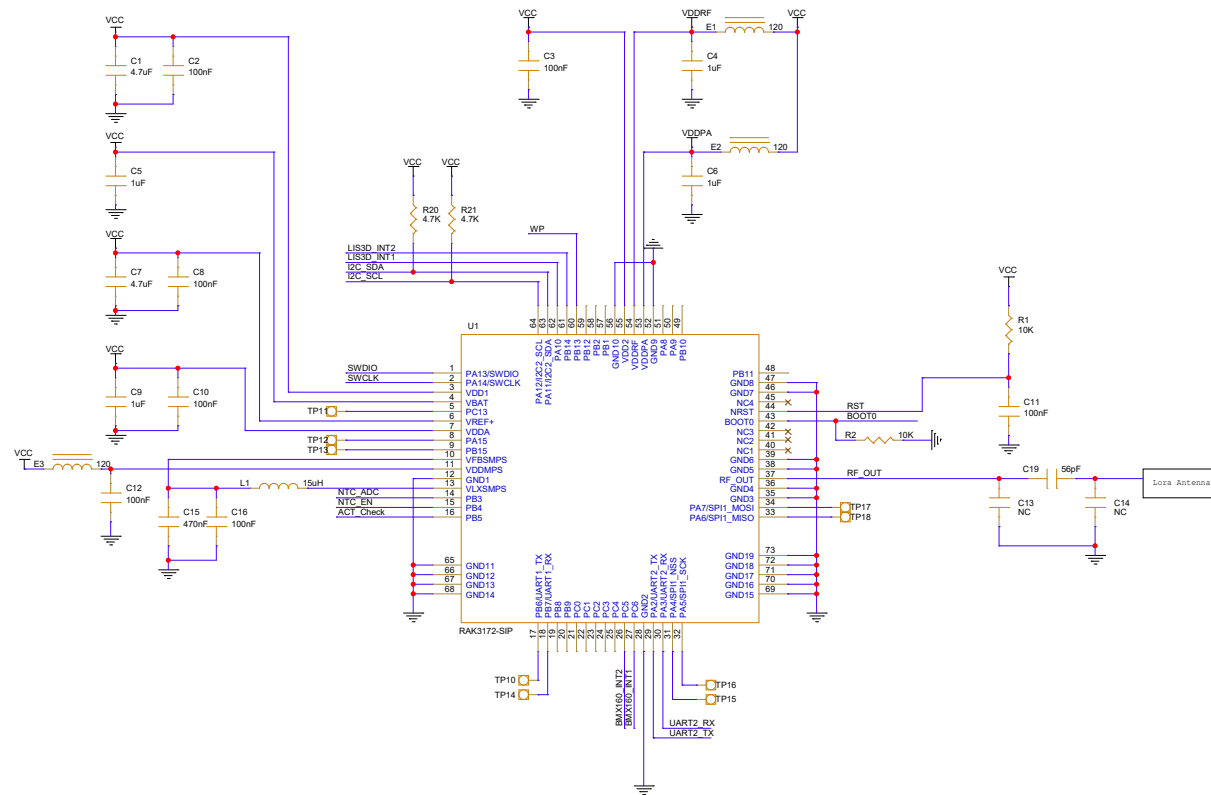 VCC
VCC
VDDRF
VCC
E1
120
C1
4.7uF
C2
100nF
C3
100nF
C4
1uF
VCC
VDDPA
E2
120
C5
1uF
VCC
VCC
C6
1uF
R20
4.7K
R21
4.7K
WP
VCC
LIS3D_INT2
LIS3D_INT1
I2C_SDA
I2C_SCL
C7
4.7uF
C8
100nF
VCC
R1
10K
U1
64
63
62
61
60
59
58
57
56
55
54
53
52
51
50
49
PA12/I2C2_SCL
PA11/I2C2_SDA
PA10
PB14
PB13
PB12
PB2
PB1
GND10
VDD2
VDDRF
VDDPA
GND9
PA8
PA9
PB10
VCC
C9
1uF
C10
100nF
SWDIO
SWCLK
TP11
TP12
TP13
1 PA13/SWDIO
2 PA14/SWCLK
3 VDD1
4 VBAT
5 PC13
6 VREF+
7 VDDA
8 PA15
9 PB15
10 VFBSMPS
11 VDDMPS
12 GND1
13 VLXSMPS
14 PB3
15 PB4
16 PB5
65 GND11
66 GND12
67 GND13
68 GND14
PB11 48
GND8 47
GND7 46
NC4 45
NRST 44
BOOT0 43
NC3 42
NC2 41
NC1 40
GND6 39
GND5 38
RF_OUT 37
GND4 36
GND3 35
PA7/SPI1_MOSI 34
PA6/SPI1_MISO 33
GND19 73
GND18 72
GND17 71
GND16 70
GND15 69
RST
BOOT0
R2
10K
C11
100nF
VCC
E3
120
C12
100nF
L1
15uH
C15
470nF
C16
100nF
NTC_ADC
NTC_EN
ACT_Check
RF_OUT
C19
56pF
C13
NC
C14
NC
Lora Antenna
TP17
TP18
PB6/UART1_TX
PB7/UART1_RX
PB8
PB9
PC0
PC1
PC2
PC3
PC4
PC5
PC6
GND2
PA2/UART2_TX
PA3/UART2_RX
PA4/SPI1_NSS
PA5/SPI1_SCK
RAK3172-SIP
17
18
19
20
21
22
23
24
25
26
27
28
29
30
31
32
TP10
TP14
BMX160_INT2
BMX160_INT1
TP16
TP15
UART2_RX
UART2_TX